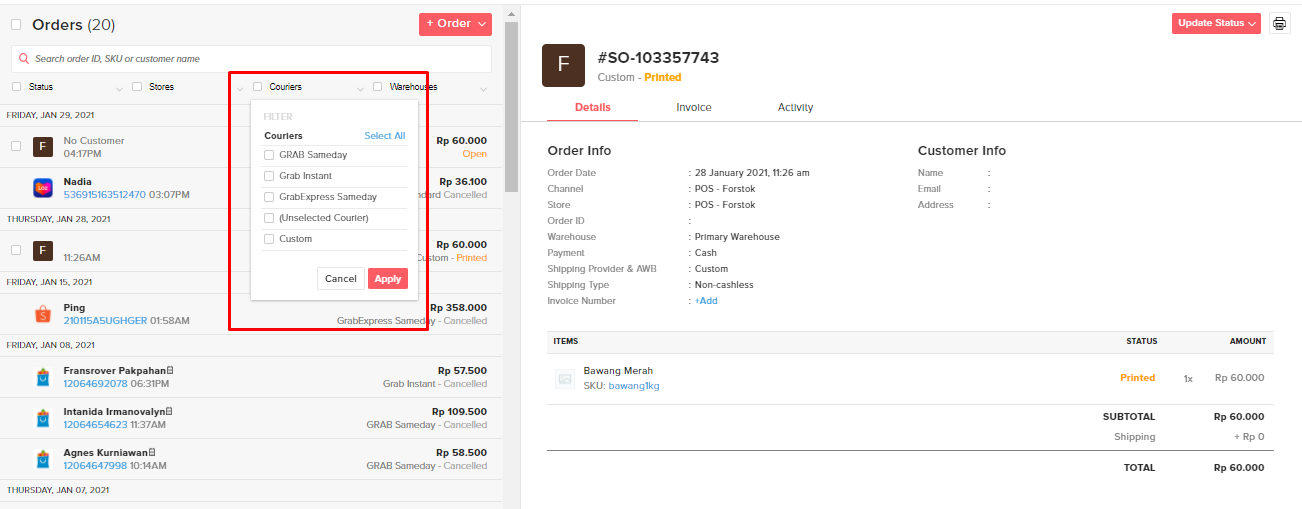 Orders (20)
+ Order
Search order ID, SKU or customer name
Status
Stores
Couriers
Warehouses
FRIDAY, JAN 29, 2021
F
No Customer
04:17PM
Rp 60.000
Open
Nadia
536915163512470 03:07PM
Rp 36.100
Cancelled
THURSDAY, JAN 28, 2021
F
11:26AM
Rp 60.000
Custom - Printed
FRIDAY, JAN 15, 2021
Ping
210115A5UGHGER 01:58AM
Rp 358.000
GrabExpress Sameday - Cancelled
FRIDAY, JAN 08, 2021
Fransrover Pakpahan
12064692078 06:31PM
Rp 57.500
Grab Instant - Cancelled
Intanida Irmanovalyn
12064654623 11:37AM
Rp 109.500
GRAB Sameday - Cancelled
Agnes Kurniawan
12064647998 10:14AM
Rp 58.500
GRAB Sameday - Cancelled
THURSDAY, JAN 07, 2021
FILTER
Couriers Select All
GRAB Sameday
Grab Instant
GrabExpress Sameday
(Unselected Courier)
Custom
Cancel Apply
Update Status
F
#SO-103357743
Custom - Printed
Details Invoice Activity
Order Info
Order Date : 28 January 2021, 11:26 am
Channel : POS - Forstok
Store : POS - Forstok
Order ID :
Warehouse : Primary Warehouse
Payment : Cash
Shipping Provider & AWB : Custom
Shipping Type : Non-cashless
Invoice Number : +Add
Customer Info
Name :
Email :
Address :
ITEMS STATUS AMOUNT
Bawang Merah
SKU: bawang1kg
Printed 1x Rp 60.000
SUBTOTAL Rp 60.000
Shipping + Rp 0
TOTAL Rp 60.000